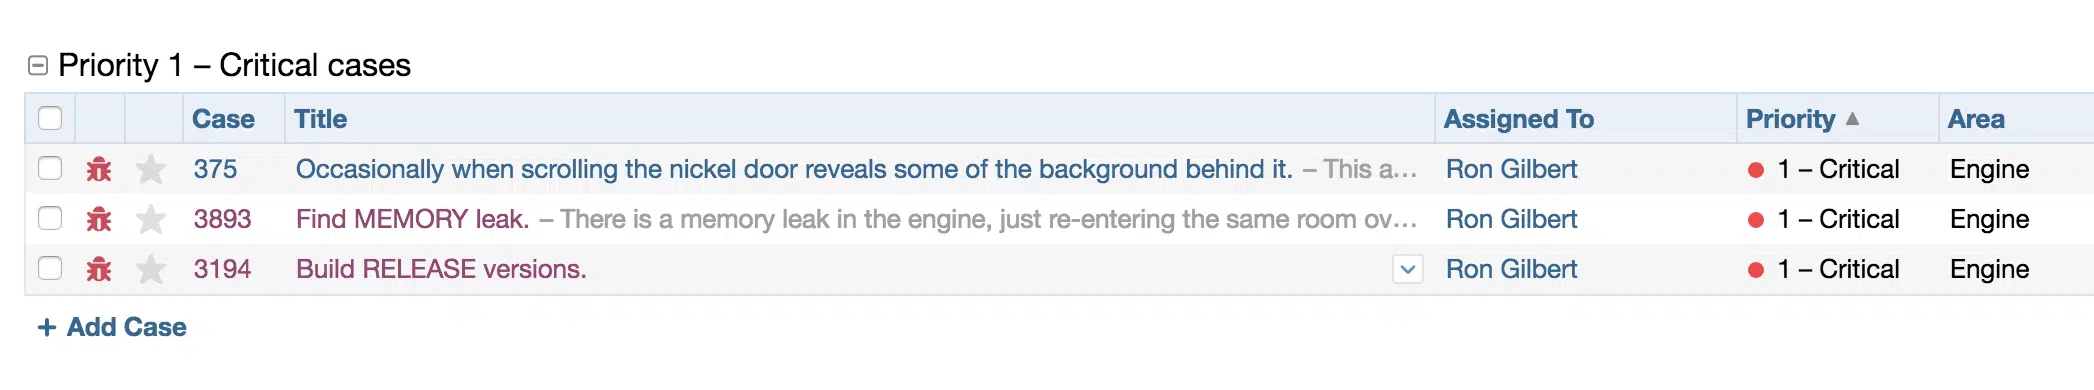 Priority 1 – Critical cases
Case Title Assigned To Priority Area
375 Occasionally when scrolling the nickel door reveals some of the background behind it. – This a... Ron Gilbert 1 – Critical Engine
3893 Find MEMORY leak. – There is a memory leak in the engine, just re-entering the same room ov... Ron Gilbert 1 – Critical Engine
3194 Build RELEASE versions. Ron Gilbert 1 – Critical Engine
+ Add Case